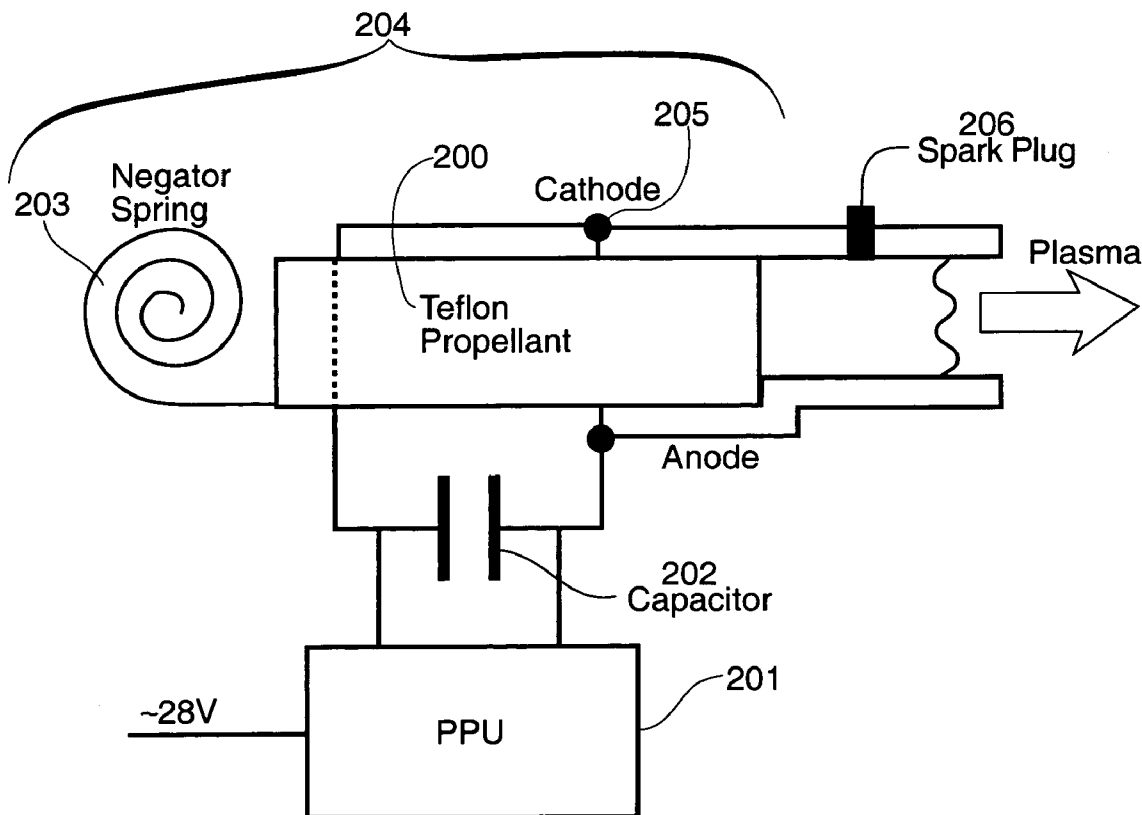 204
205
200
206
Spark Plug
Negator
Spring
203
Cathode
Plasma
Teflon
Propellant
Anode
202
Capacitor
201
~28V
PPU